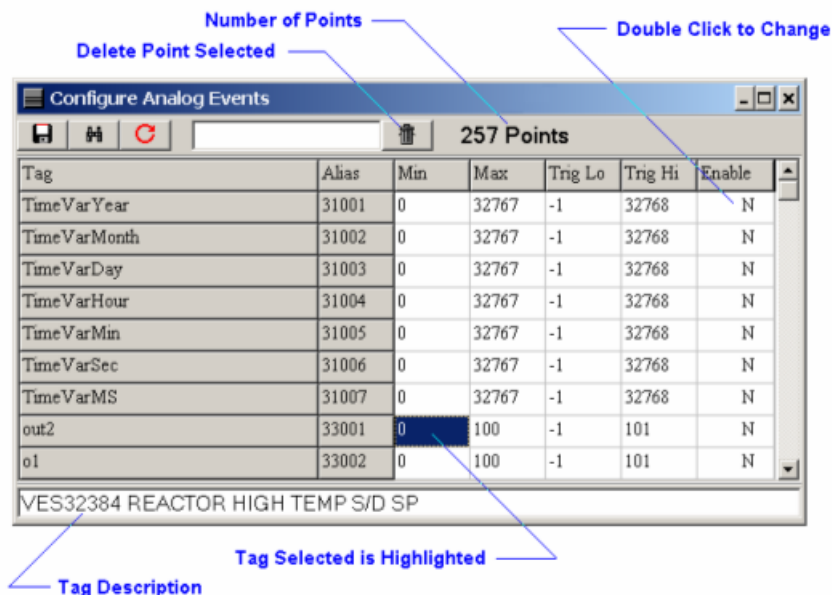 Number of Points
Double Click to Change
Delete Point Selected
Configure Analog Events
257 Points
Tag Alias Min Max Trig Lo Trig Hi Enable
TimeVarYear 31001 0 32767 -1 32768 N
TimeVarMonth 31002 0 32767 -1 32768 N
TimeVarDay 31003 0 32767 -1 32768 N
TimeVarHour 31004 0 32767 -1 32768 N
TimeVarMin 31005 0 32767 -1 32768 N
TimeVarSec 31006 0 32767 -1 32768 N
TimeVarMS 31007 0 32767 -1 32768 N
out2 33001 0 100 -1 101 N
o1 33002 0 100 -1 101 N
VES32384 REACTOR HIGH TEMP S/D SP
Tag Selected is Highlighted
Tag Description